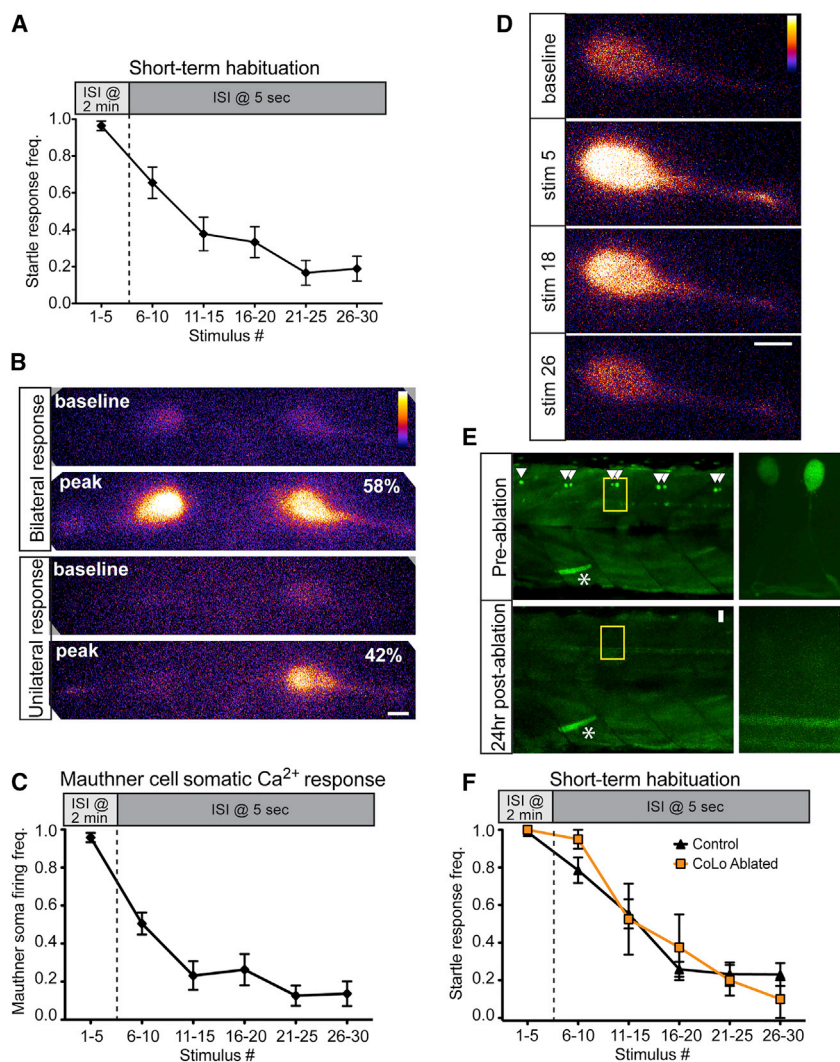 A
Short-term habituation
ISI @
2 min
ISI @ 5 sec
Startle response freq.
1.0
0.8
0.6
0.4
0.2
0.0
1-5 6-10 11-15 16-20 21-25 26-30
Stimulus #
B
Bilateral response
baseline
peak
58%
Unilateral response
baseline
peak
42%
C
Mauthner cell somatic Ca2+ response
ISI @
2 min
ISI @ 5 sec
Mauthner soma firing freq.
1.0
0.8
0.6
0.4
0.2
0.0
1-5 6-10 11-15 16-20 21-25 26-30
Stimulus #
D
baseline
stim 5
stim 18
stim 26
E
Pre-ablation
*
24hr post-ablation
*
F
Short-term habituation
ISI @
2 min
ISI @ 5 sec
Control
CoLo Ablated
Startle response freq.
1.0
0.8
0.6
0.4
0.2
0.0
1-5 6-10 11-15 16-20 21-25 26-30
Stimulus #